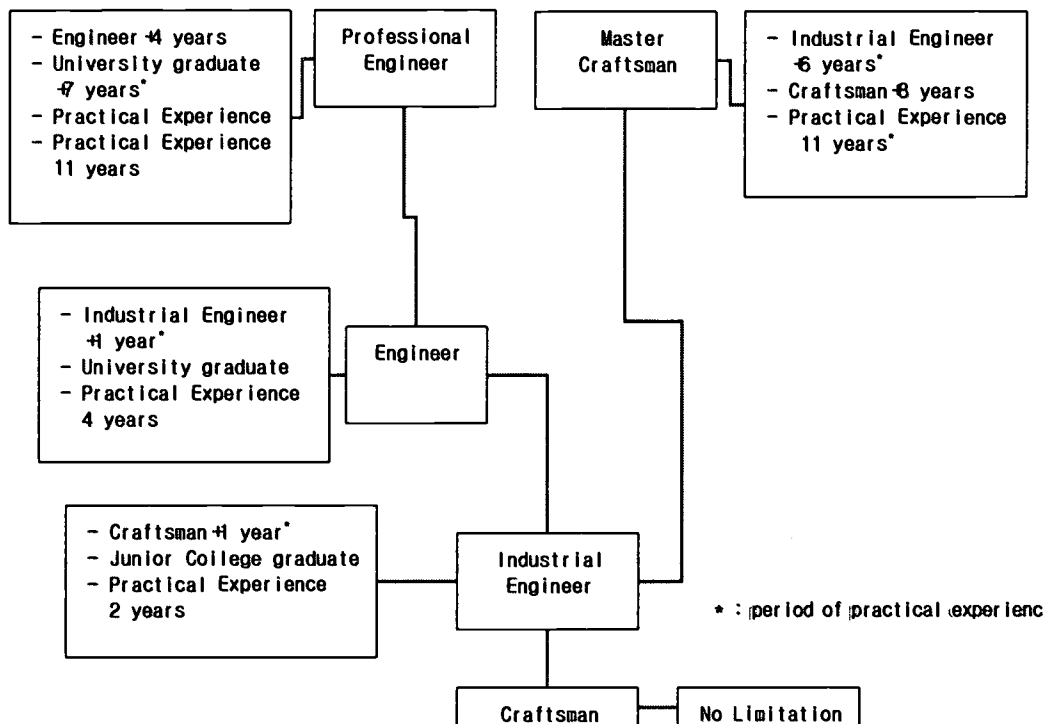 - Engineer +4 years
- University graduate
+7 years*
- Practical Experience
- Practical Experience
11 years
Professional
Engineer
Master
Craftsman
- Industrial Engineer
+6 years*
- Craftsman+8 years
- Practical Experience
11 years*
- Industrial Engineer
+1 year*
- University graduate
- Practical Experience
4 years
Engineer
- Craftsman+1 year*
- Junior College graduate
- Practical Experience
2 years
Industrial
Engineer
* : period of practical experienc
Craftsman
No Limitation